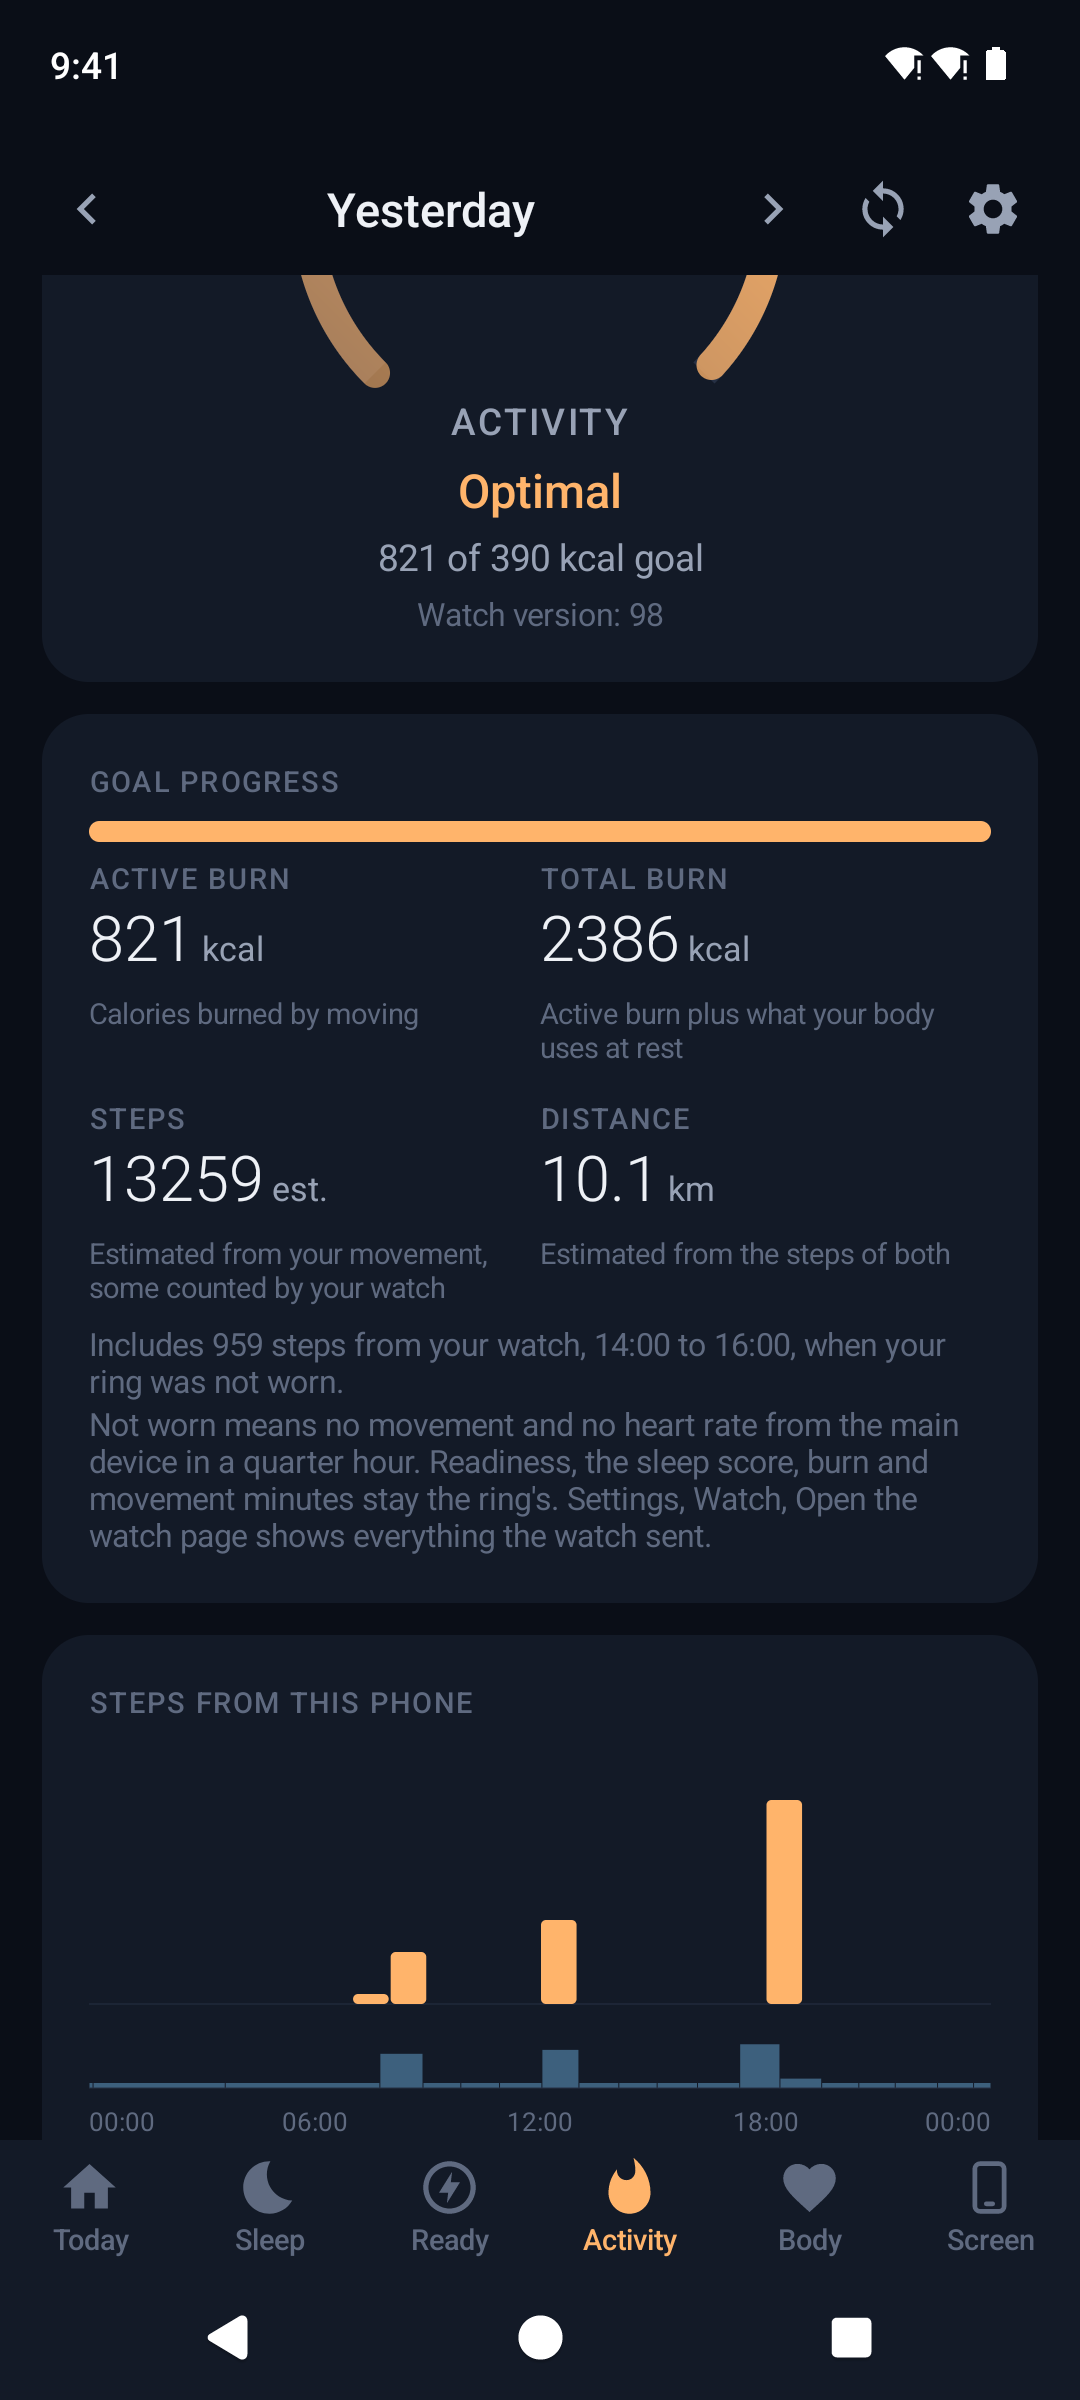 9:41
Yesterday
ACTIVITY
Optimal
821 of 390 kcal goal
Watch version: 98
GOAL PROGRESS
ACTIVE BURN
821 kcal
Calories burned by moving
TOTAL BURN
2386 kcal
Active burn plus what your body
uses at rest
STEPS
13259 est.
Estimated from your movement,
some counted by your watch
DISTANCE
10.1 km
Estimated from the steps of both
Includes 959 steps from your watch, 14:00 to 16:00, when your
ring was not worn.
Not worn means no movement and no heart rate from the main
device in a quarter hour. Readiness, the sleep score, burn and
movement minutes stay the ring's. Settings, Watch, Open the
watch page shows everything the watch sent.
STEPS FROM THIS PHONE
00:00 06:00 12:00 18:00 00:00
Today Sleep Ready Activity Body Screen